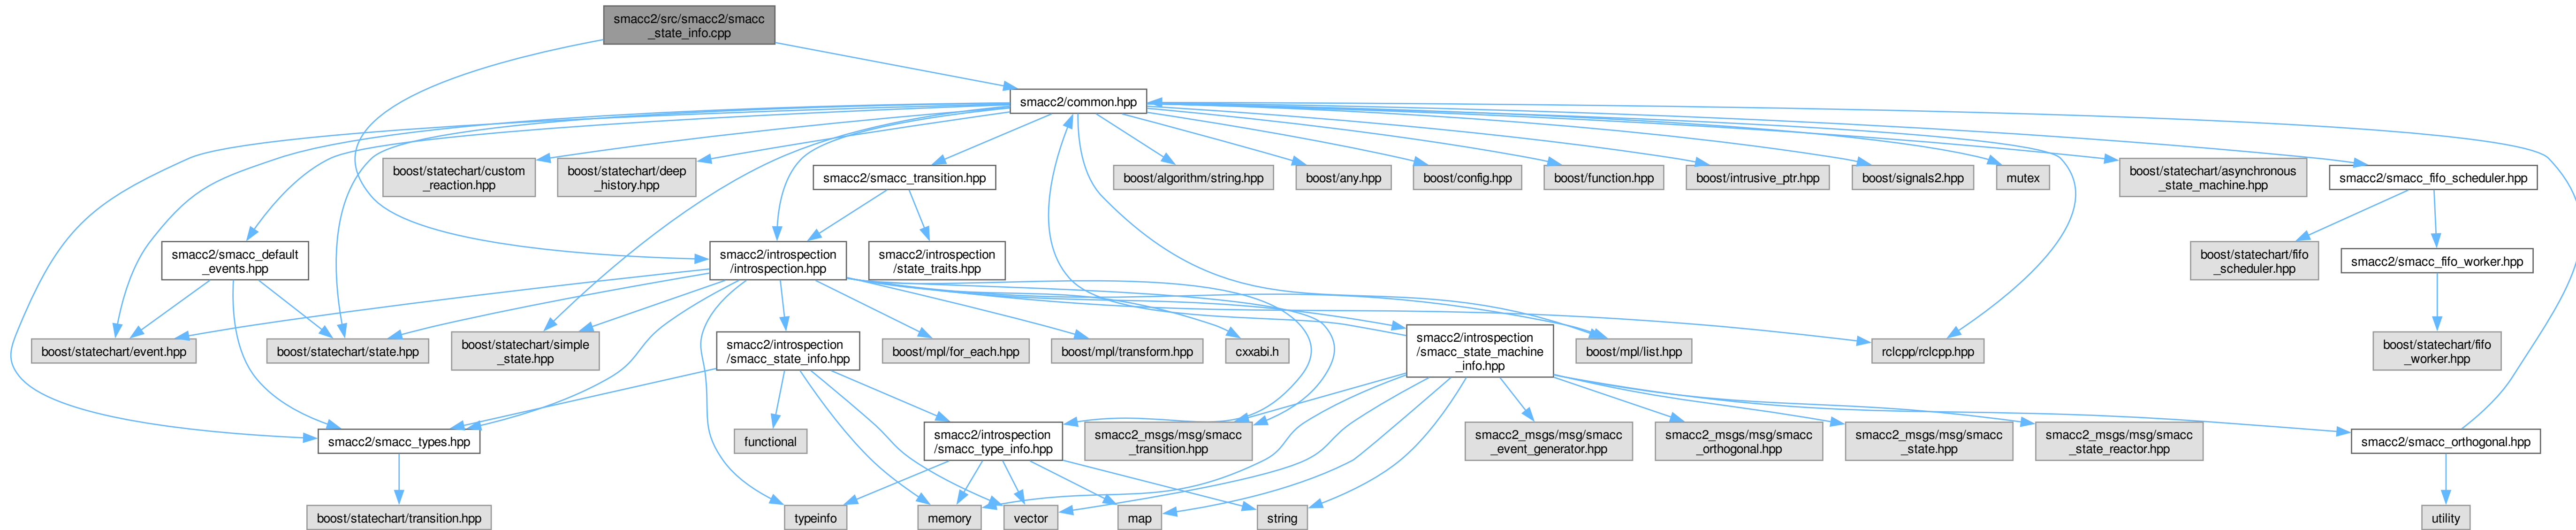 smacc2/src/smacc2/smacc
_state_info.cpp
smacc2/common.hpp
boost/statechart/custom
_reaction.hpp
boost/statechart/deep
_history.hpp
smacc2/smacc_transition.hpp
boost/algorithm/string.hpp
boost/any.hpp
boost/config.hpp
boost/function.hpp
boost/intrusive_ptr.hpp
boost/signals2.hpp
mutex
boost/statechart/asynchronous
_state_machine.hpp
smacc2/smacc_fifo_scheduler.hpp
smacc2/smacc_default
_events.hpp
smacc2/introspection
/introspection.hpp
smacc2/introspection
/state_traits.hpp
boost/statechart/fifo
_scheduler.hpp
smacc2/smacc_fifo_worker.hpp
boost/statechart/event.hpp
boost/statechart/state.hpp
boost/statechart/simple
_state.hpp
smacc2/introspection
/smacc_state_info.hpp
boost/mpl/for_each.hpp
boost/mpl/transform.hpp
cxxabi.h
smacc2/introspection
/smacc_state_machine
_info.hpp
boost/mpl/list.hpp
rclcpp/rclcpp.hpp
boost/statechart/fifo
_worker.hpp
smacc2/smacc_types.hpp
functional
smacc2/introspection
/smacc_type_info.hpp
smacc2_msgs/msg/smacc
_transition.hpp
smacc2_msgs/msg/smacc
_event_generator.hpp
smacc2_msgs/msg/smacc
_orthogonal.hpp
smacc2_msgs/msg/smacc
_state.hpp
smacc2_msgs/msg/smacc
_state_reactor.hpp
smacc2/smacc_orthogonal.hpp
boost/statechart/transition.hpp
typeinfo
memory
vector
map
string
utility